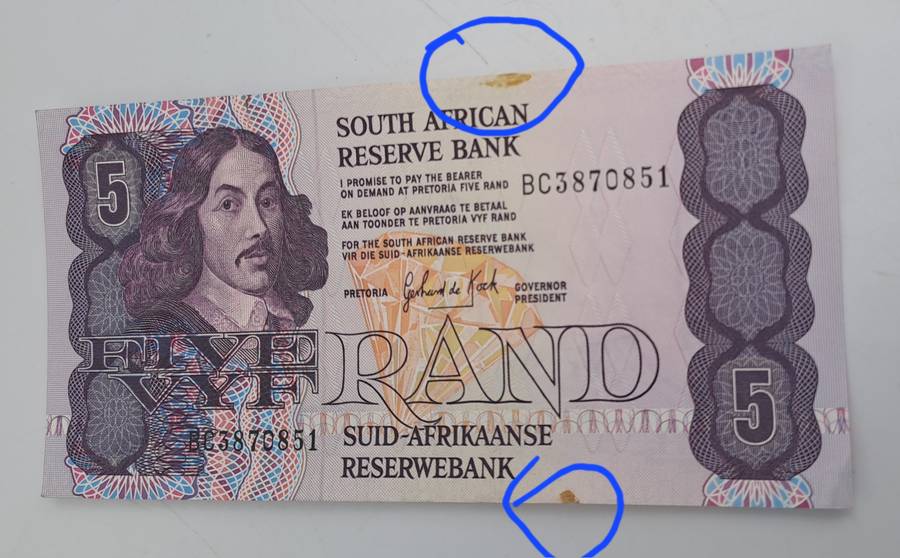 5
SOUTH AFRICAN
RESERVE BANK
I PROMISE TO PAY THE BEARER
ON DEMAND AT PRETORIA FIVE RAND
BC3870851
EK BELOOF OP AANVRAAG TE BETAAL
AAN TOONDER TE PRETORIA VYF RAND
FOR THE SOUTH AFRICAN RESERVE BANK
VIR DIE SUID-AFRIKAANSE RESERWEBANK
PRETORIA Gerhard de Kock GOVERNOR
PRESIDENT
FIVE
VYF
RAND
BC3870851
SUID-AFRIKAANSE
RESERWEBANK
5